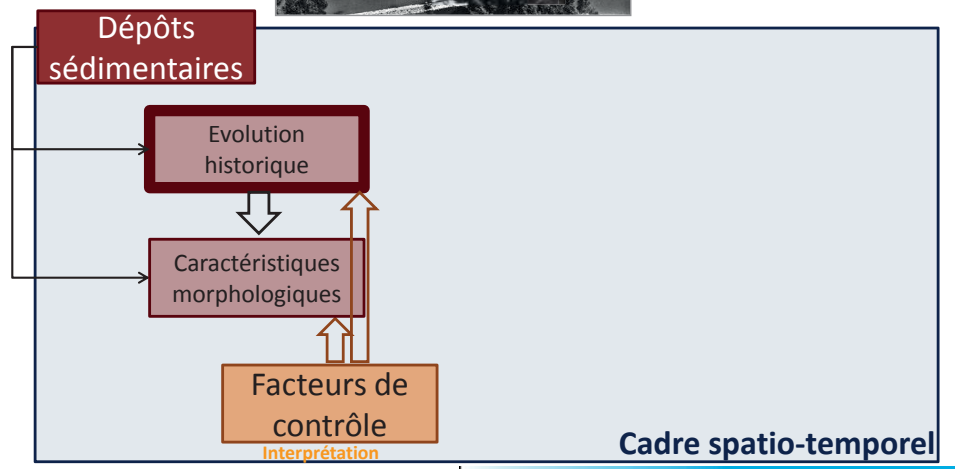 Dépôts
sédimentaires
Evolution
historique
Caractéristiques
morphologiques
Facteurs de
contrôle
Interprétation
Cadre spatio-temporel